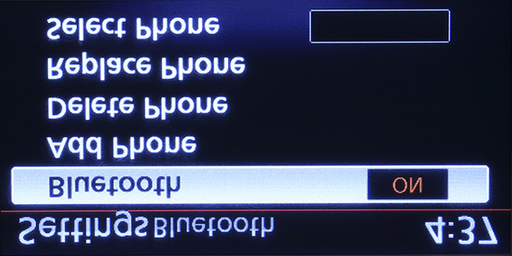 Settings Bluetooth 4:37
Bluetooth ON
Add Phone
Delete Phone
Replace Phone
Select Phone